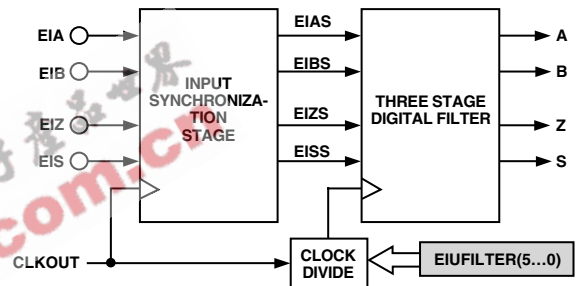 EIA
EIB
EIZ
EIS
INPUT
SYNCHRONIZA-
TION
STAGE
EIAS
EIBS
EIZS
EISS
THREE STAGE
DIGITAL FILTER
A
B
Z
S
CLKOUT
CLOCK
DIVIDE
EIUFILTER(5...0)
com.cn